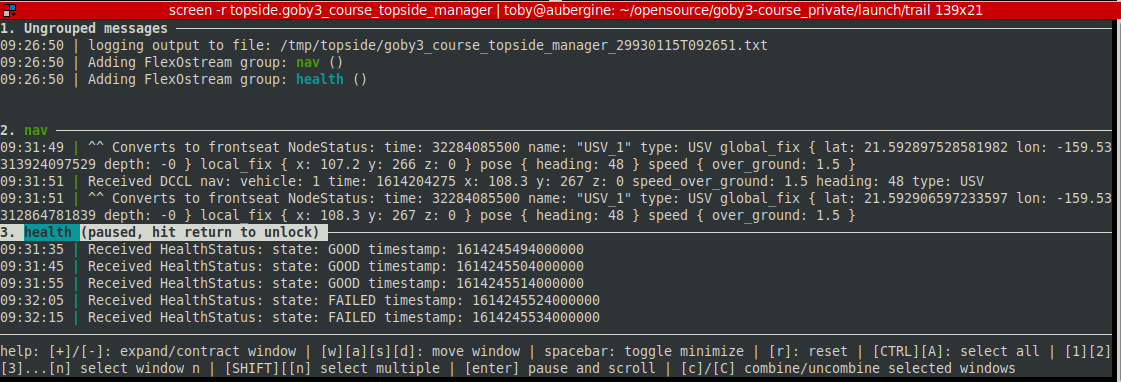 screen -r topside.goby3_course_topside_manager | toby@aubergine: ~/opensource/goby3-course_private/launch/trail 139x21
1. Ungrouped messages
09:26:50 | logging output to file: /tmp/topside/goby3_course_topside_manager_29930115T092651.txt
09:26:50 | Adding FlexOstream group: nav ()
09:26:50 | Adding FlexOstream group: health ()
2. nav
09:31:49 | ^^ Converts to frontseat NodeStatus: time: 32284085500 name: "USV_1" type: USV global_fix { lat: 21.592897528581982 lon: -159.53
313924097529 depth: -0 } local_fix { x: 107.2 y: 266 z: 0 } pose { heading: 48 } speed { over_ground: 1.5 }
09:31:51 | Received DCCL nav: vehicle: 1 time: 1614204275 x: 108.3 y: 267 z: 0 speed_over_ground: 1.5 heading: 48 type: USV
09:31:51 | ^^ Converts to frontseat NodeStatus: time: 32284085500 name: "USV_1" type: USV global_fix { lat: 21.592906597233597 lon: -159.53
312864781839 depth: -0 } local_fix { x: 108.3 y: 267 z: 0 } pose { heading: 48 } speed { over_ground: 1.5 }
3. health (paused, hit return to unlock)
09:31:35 | Received HealthStatus: state: GOOD timestamp: 1614245494000000
09:31:45 | Received HealthStatus: state: GOOD timestamp: 1614245504000000
09:31:55 | Received HealthStatus: state: GOOD timestamp: 1614245514000000
09:32:05 | Received HealthStatus: state: FAILED timestamp: 1614245524000000
09:32:15 | Received HealthStatus: state: FAILED timestamp: 1614245534000000
help: [+]/[-]: expand/contract window | [w][a][s][d]: move window | spacebar: toggle minimize | [r]: reset | [CTRL][A]: select all | [1][2]
[3]...[n] select window n | [SHIFT][[n] select multiple | [enter] pause and scroll | [c]/[C] combine/uncombine selected windows